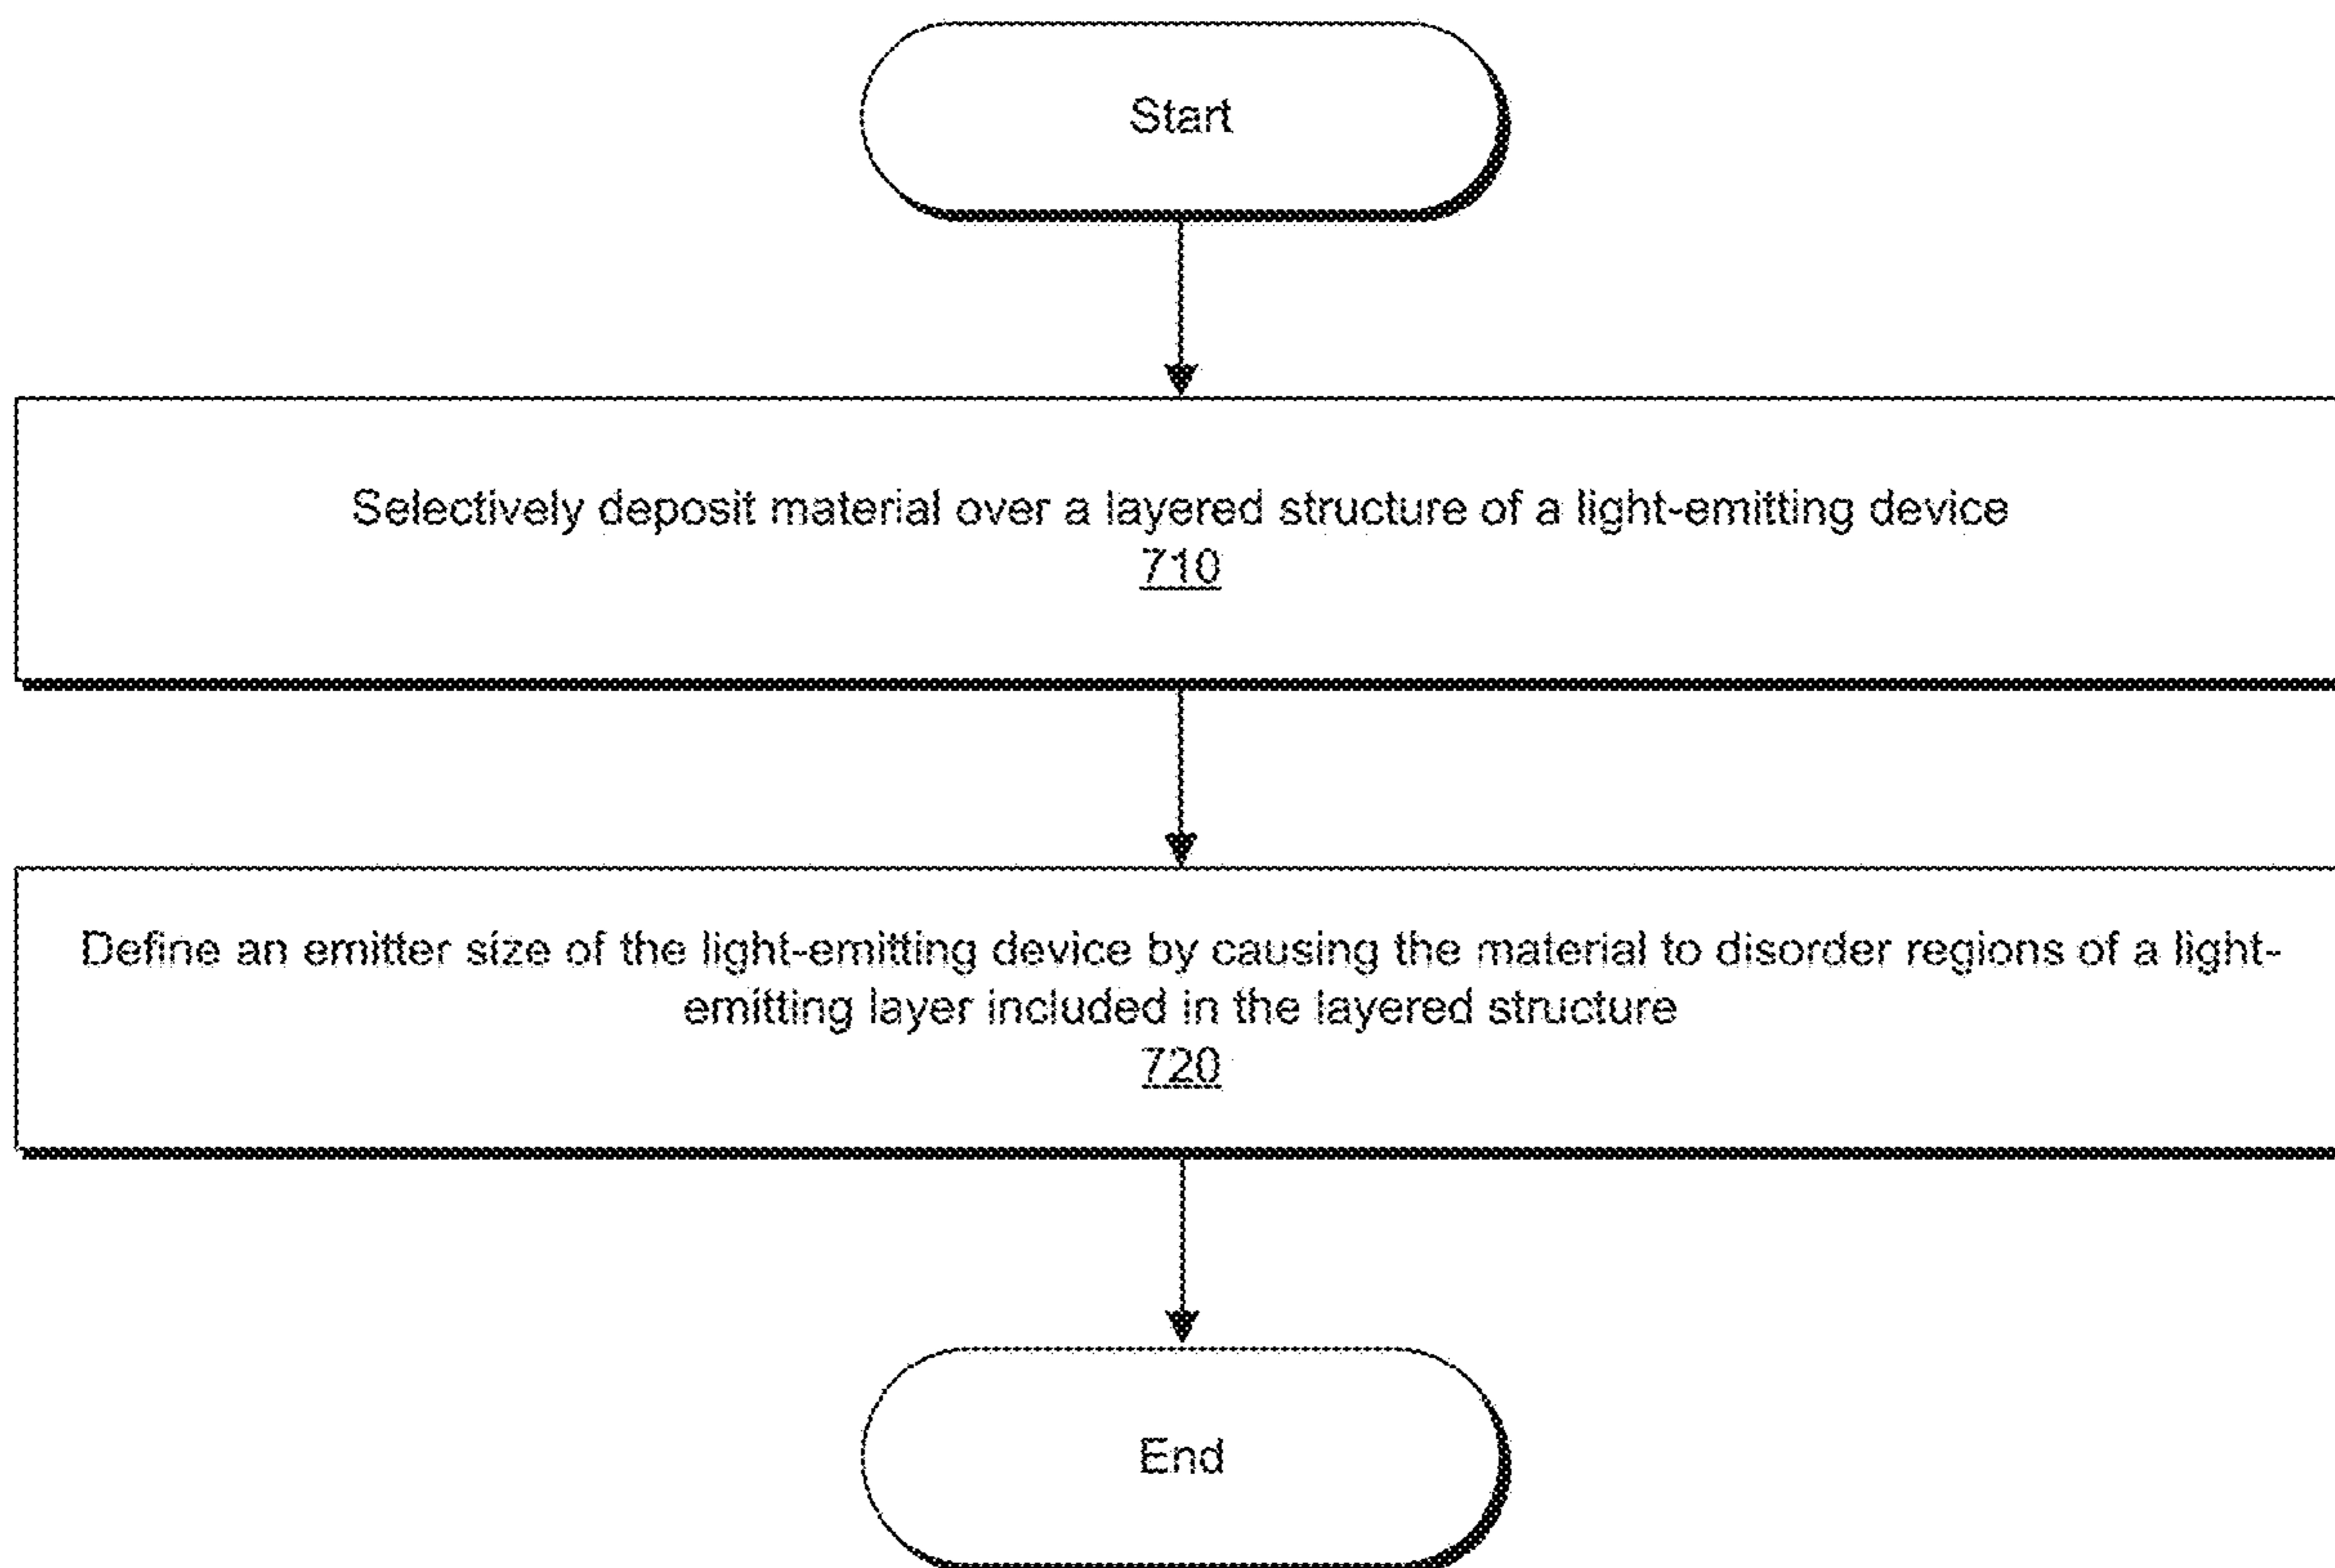 Start
Selectively deposit material over a layered structure of a light-emitting device
710
Define an emitter size of the light-emitting device by causing the material to disorder regions of a light-
emitting layer included in the layered structure
720
End